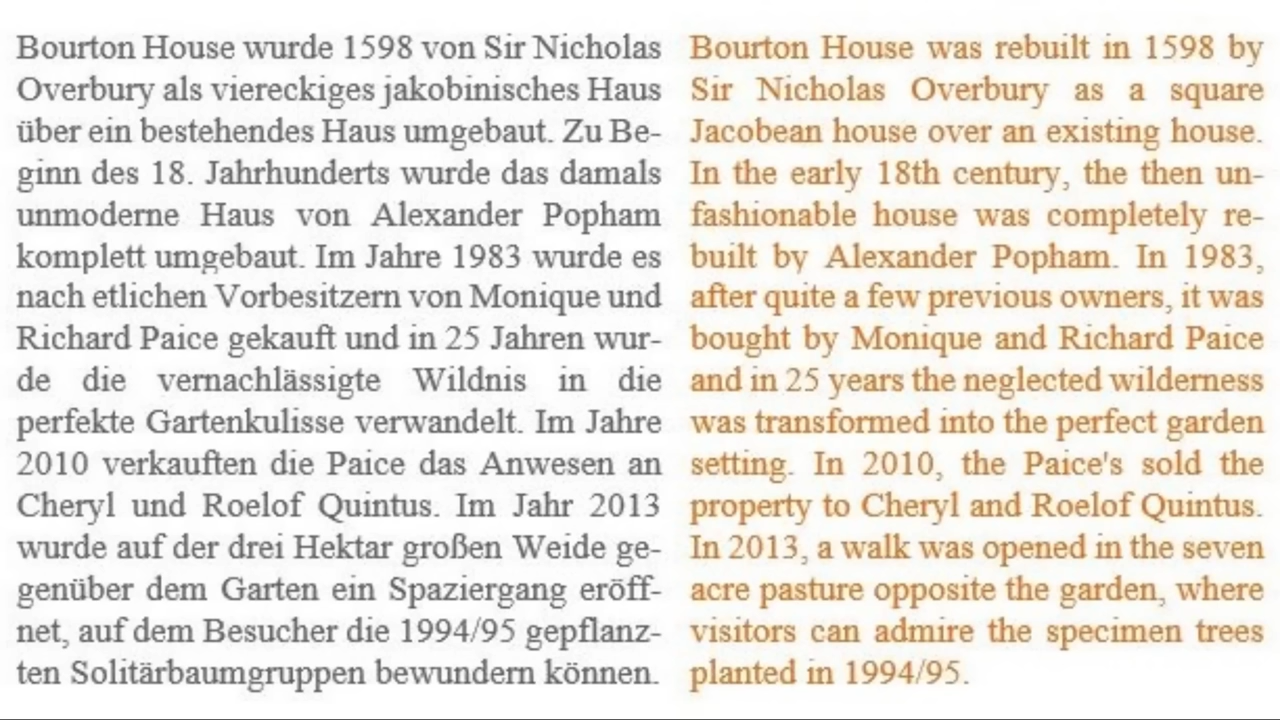 Bourton House wurde 1598 von Sir Nicholas
Overbury als viereckiges jakobinisches Haus
über ein bestehendes Haus umgebaut. Zu Be-
ginn des 18. Jahrhunderts wurde das damals
unmoderne Haus von Alexander Popham
komplett umgebaut. Im Jahre 1983 wurde es
nach etlichen Vorbesitzern von Monique und
Richard Paice gekauft und in 25 Jahren wur-
de die vernachlässigte Wildnis in die
perfekte Gartenkulisse verwandelt. Im Jahre
2010 verkauften die Paice das Anwesen an
Cheryl und Roelof Quintus. Im Jahr 2013
wurde auf der drei Hektar großen Weide ge-
genüber dem Garten ein Spaziergang eröff-
net, auf dem Besucher die 1994/95 gepflanz-
ten Solitärbaumgruppen bewundern können.
Bourton House was rebuilt in 1598 by
Sir Nicholas Overbury as a square
Jacobean house over an existing house.
In the early 18th century, the then un-
fashionable house was completely re-
built by Alexander Popham. In 1983,
after quite a few previous owners, it was
bought by Monique and Richard Paice
and in 25 years the neglected wilderness
was transformed into the perfect garden
setting. In 2010, the Paice's sold the
property to Cheryl and Roelof Quintus.
In 2013, a walk was opened in the seven
acre pasture opposite the garden, where
visitors can admire the specimen trees
planted in 1994/95.